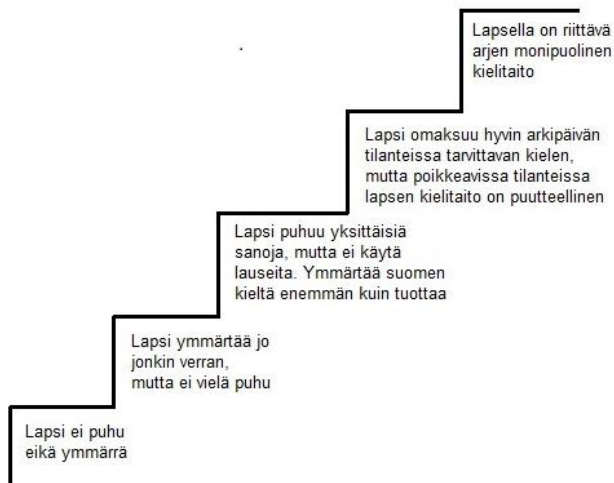 Lapsella on riittävä
arjen monipuolinen
kielitaito
Lapsi omaksuu hyvin arkipäivän
tilanteissa tarvittavan kielen,
mutta poikkeavissa tilanteissa
lapsen kielitaito on puutteellinen
Lapsi puhuu yksittäisiä
sanoja, mutta ei käytä
lauseita. Ymmärtää suomen
kieltä enemmän kuin tuottaa
Lapsi ymmärtää jo
jonkin verran,
mutta ei vielä puhu
Lapsi ei puhu
eikä ymmärrä